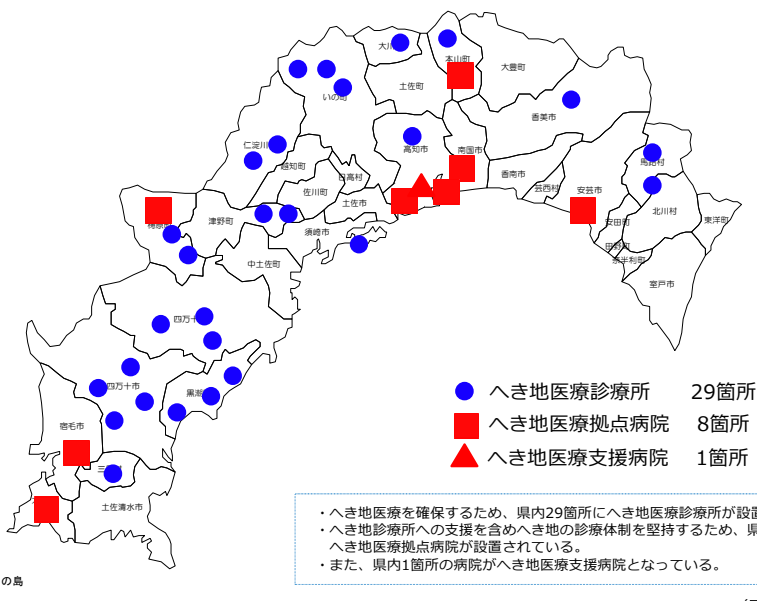 大川
本山町
大豊町
土佐町
いの町
香美市
高知市
南国市
仁淀川
越知町
日高村
佐川町
土佐市
香南市
芸西村
安芸市
馬路村
北川村
東洋町
安田町
田野町
奈半利町
室戸市
津野町
須崎市
中土佐町
四万十
四万十市
黒潮
宿毛市
土佐清水市
の島
へき地医療診療所 29箇所
へき地医療拠点病院 8箇所
へき地医療支援病院 1箇所
・へき地医療を確保するため、県内29箇所にへき地医療診療所が設置
・へき地診療所への支援を含めへき地の診療体制を堅持するため、県
へき地医療拠点病院が設置されている。
・また、県内1箇所の病院がへき地医療支援病院となっている。